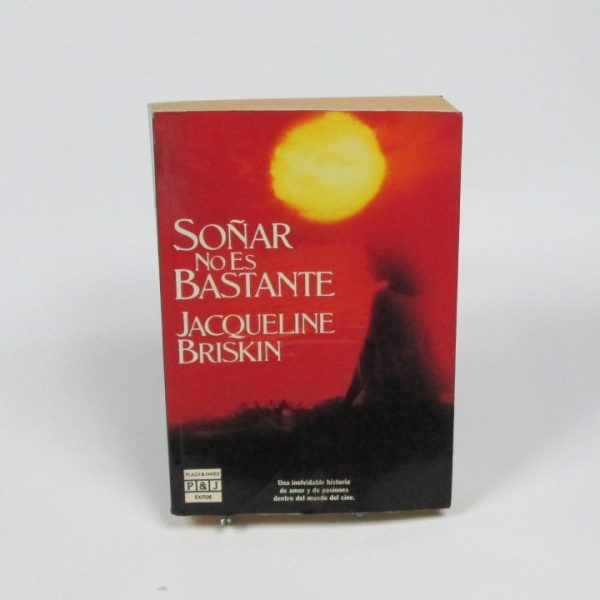 SOÑAR
NO ES
BASTANTE
JACQUELINE
BRISKIN
PLAZA & JANES
P&J
EXITOS
Una inolvidable historia
de amor y de pasiones
dentro del mundo del cine.